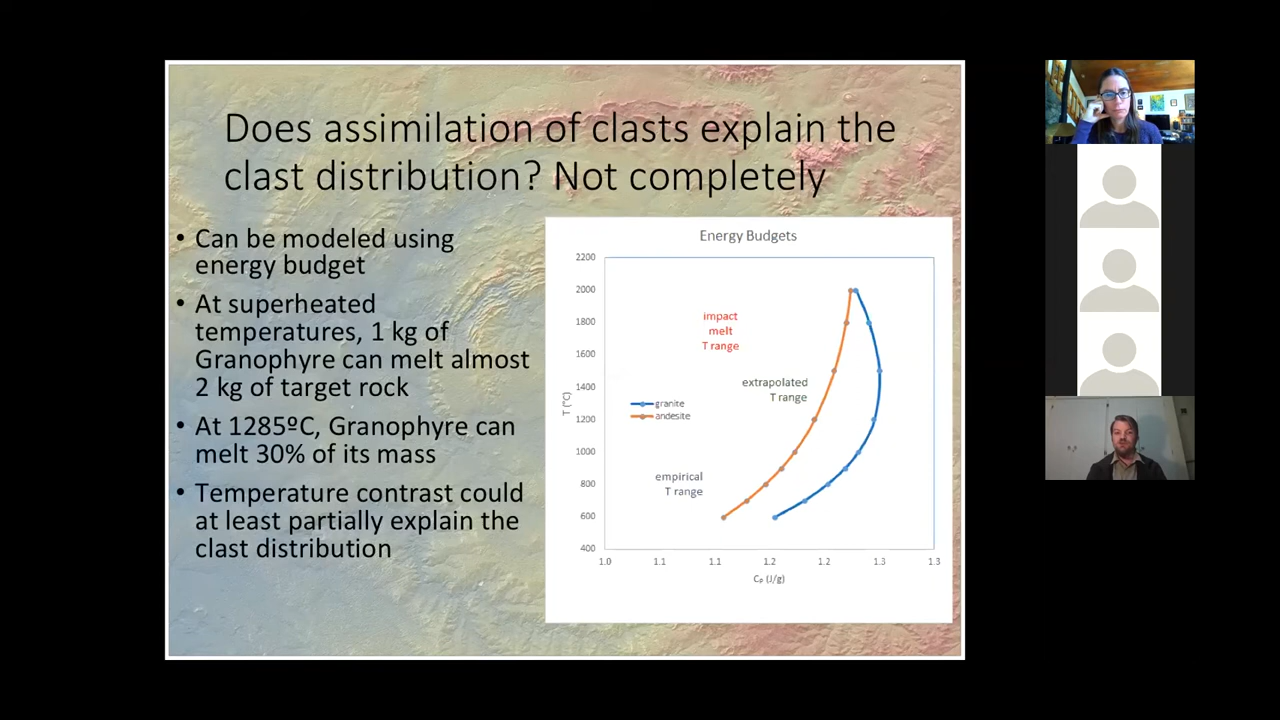 Does assimilation of clasts explain the
clast distribution? Not completely
• Can be modeled using
energy budget
• At superheated
temperatures, 1 kg of
Granophyre can melt almost
2 kg of target rock
• At 1285ºC, Granophyre can
melt 30% of its mass
• Temperature contrast could
at least partially explain the
clast distribution
Energy Budgets
2200
2000
1800
1600
1400
1200
1000
800
600
400
T (°C)
impact
melt
T range
extrapolated
T range
granite
andesite
empirical
T range
1.0 1.1 1.1 1.2 1.2 1.3 1.3
Cₚ (J/g)